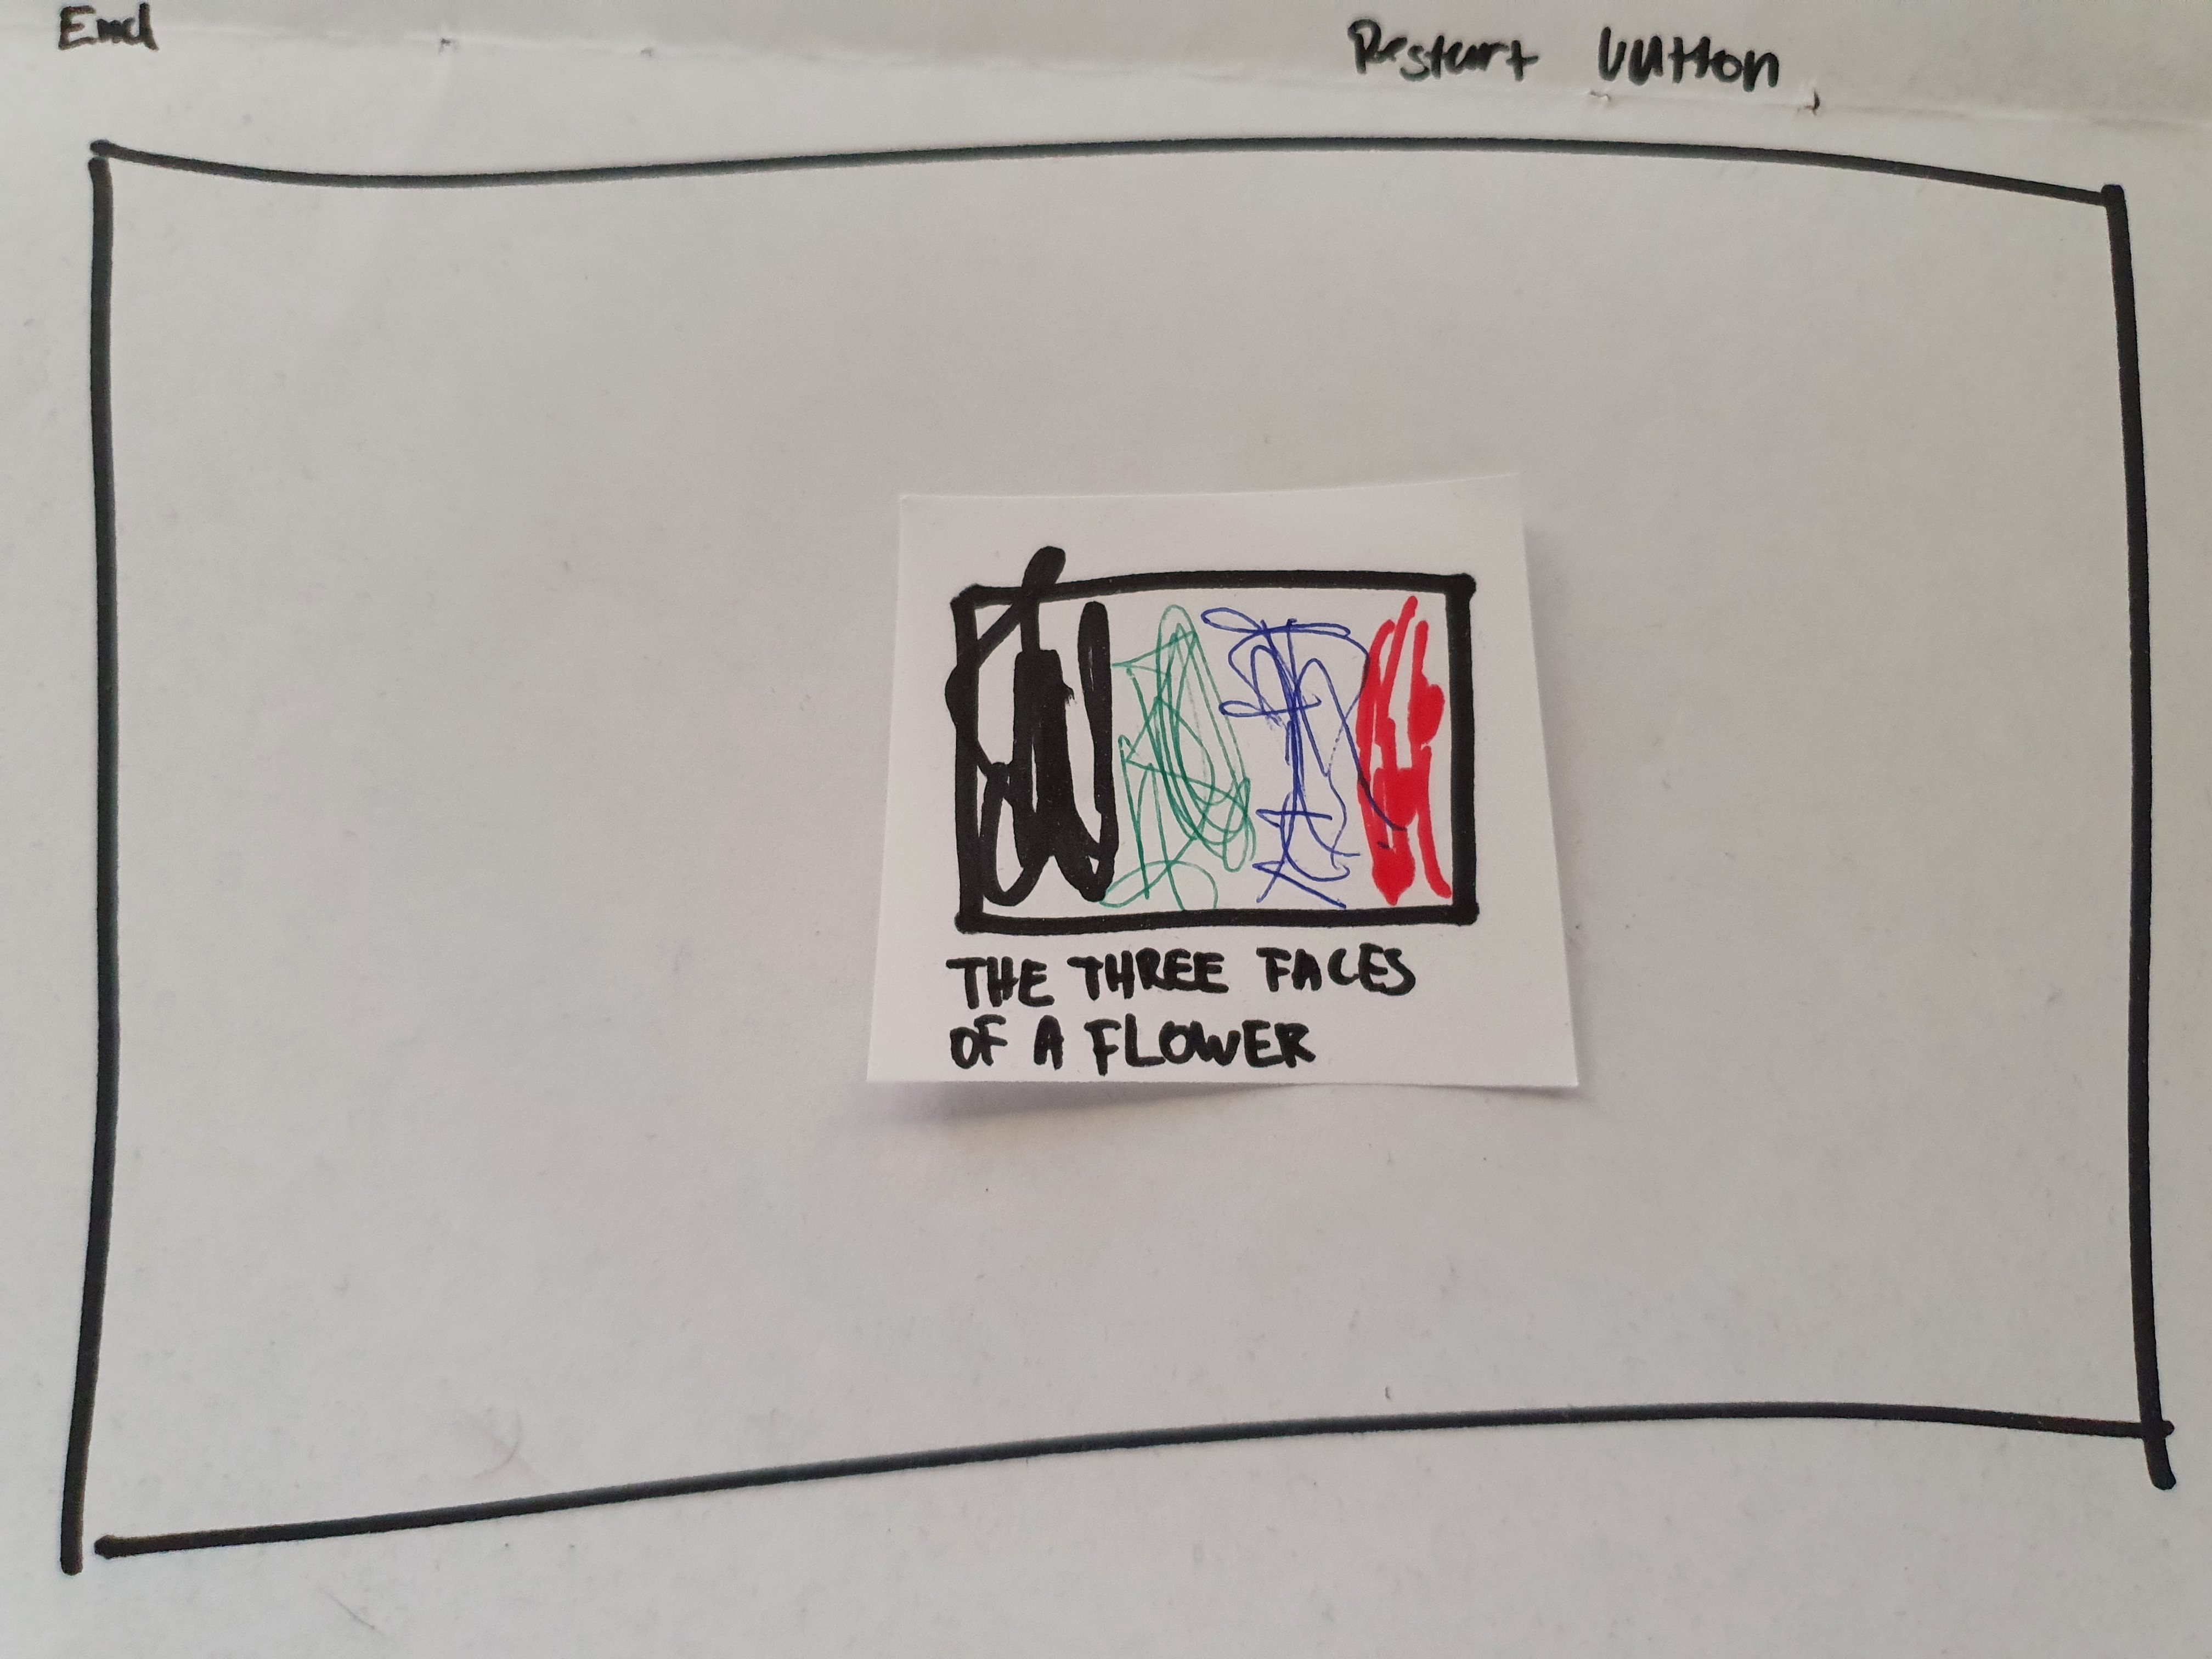 End
Restart button
THE THREE FACES
OF A FLOWER